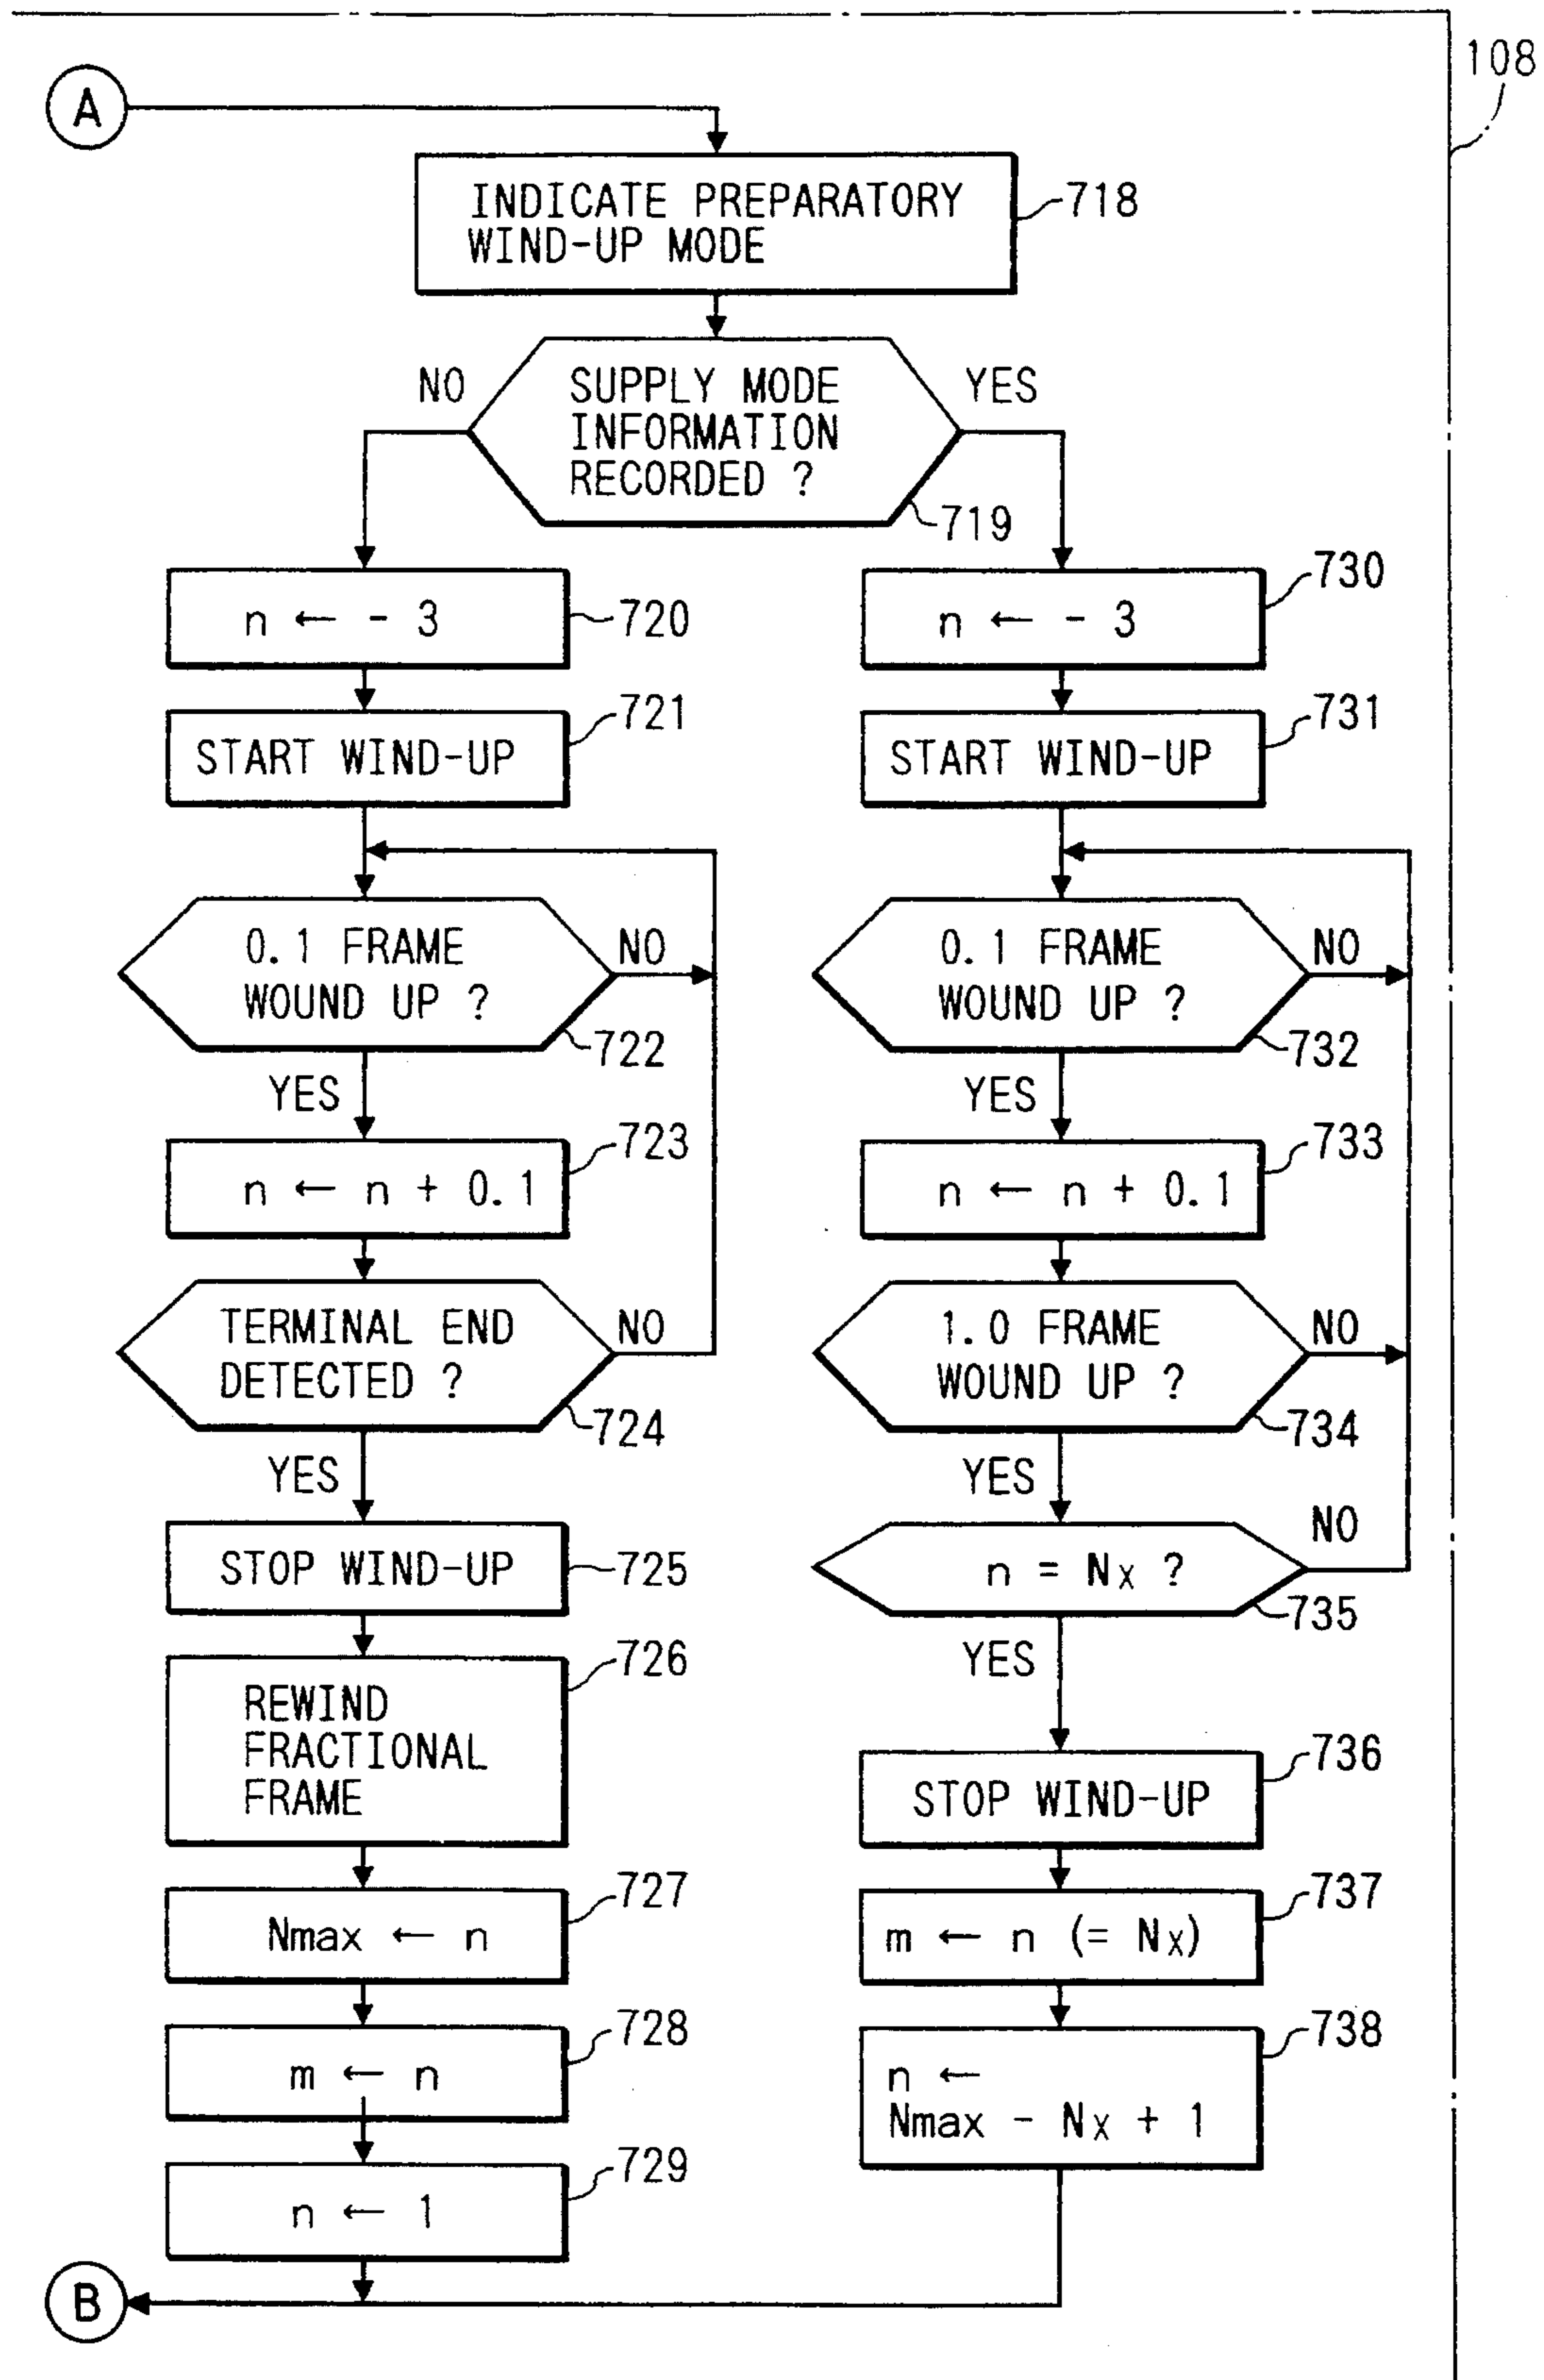 108
A
INDICATE PREPARATORY
WIND-UP MODE
718
NO
SUPPLY MODE
INFORMATION
RECORDED ?
YES
719
n ← - 3
720
START WIND-UP
721
0.1 FRAME
WOUND UP ?
NO
722
YES
n ← n + 0.1
723
TERMINAL END
DETECTED ?
NO
724
YES
STOP WIND-UP
725
REWIND
FRACTIONAL
FRAME
726
Nmax ← n
727
m ← n
728
n ← 1
729
n ← - 3
730
START WIND-UP
731
0.1 FRAME
WOUND UP ?
NO
732
YES
n ← n + 0.1
733
1.0 FRAME
WOUND UP ?
NO
734
YES
n = Nx ?
NO
735
YES
STOP WIND-UP
736
m ← n (= Nx)
737
n ←
Nmax - Nx + 1
738
B